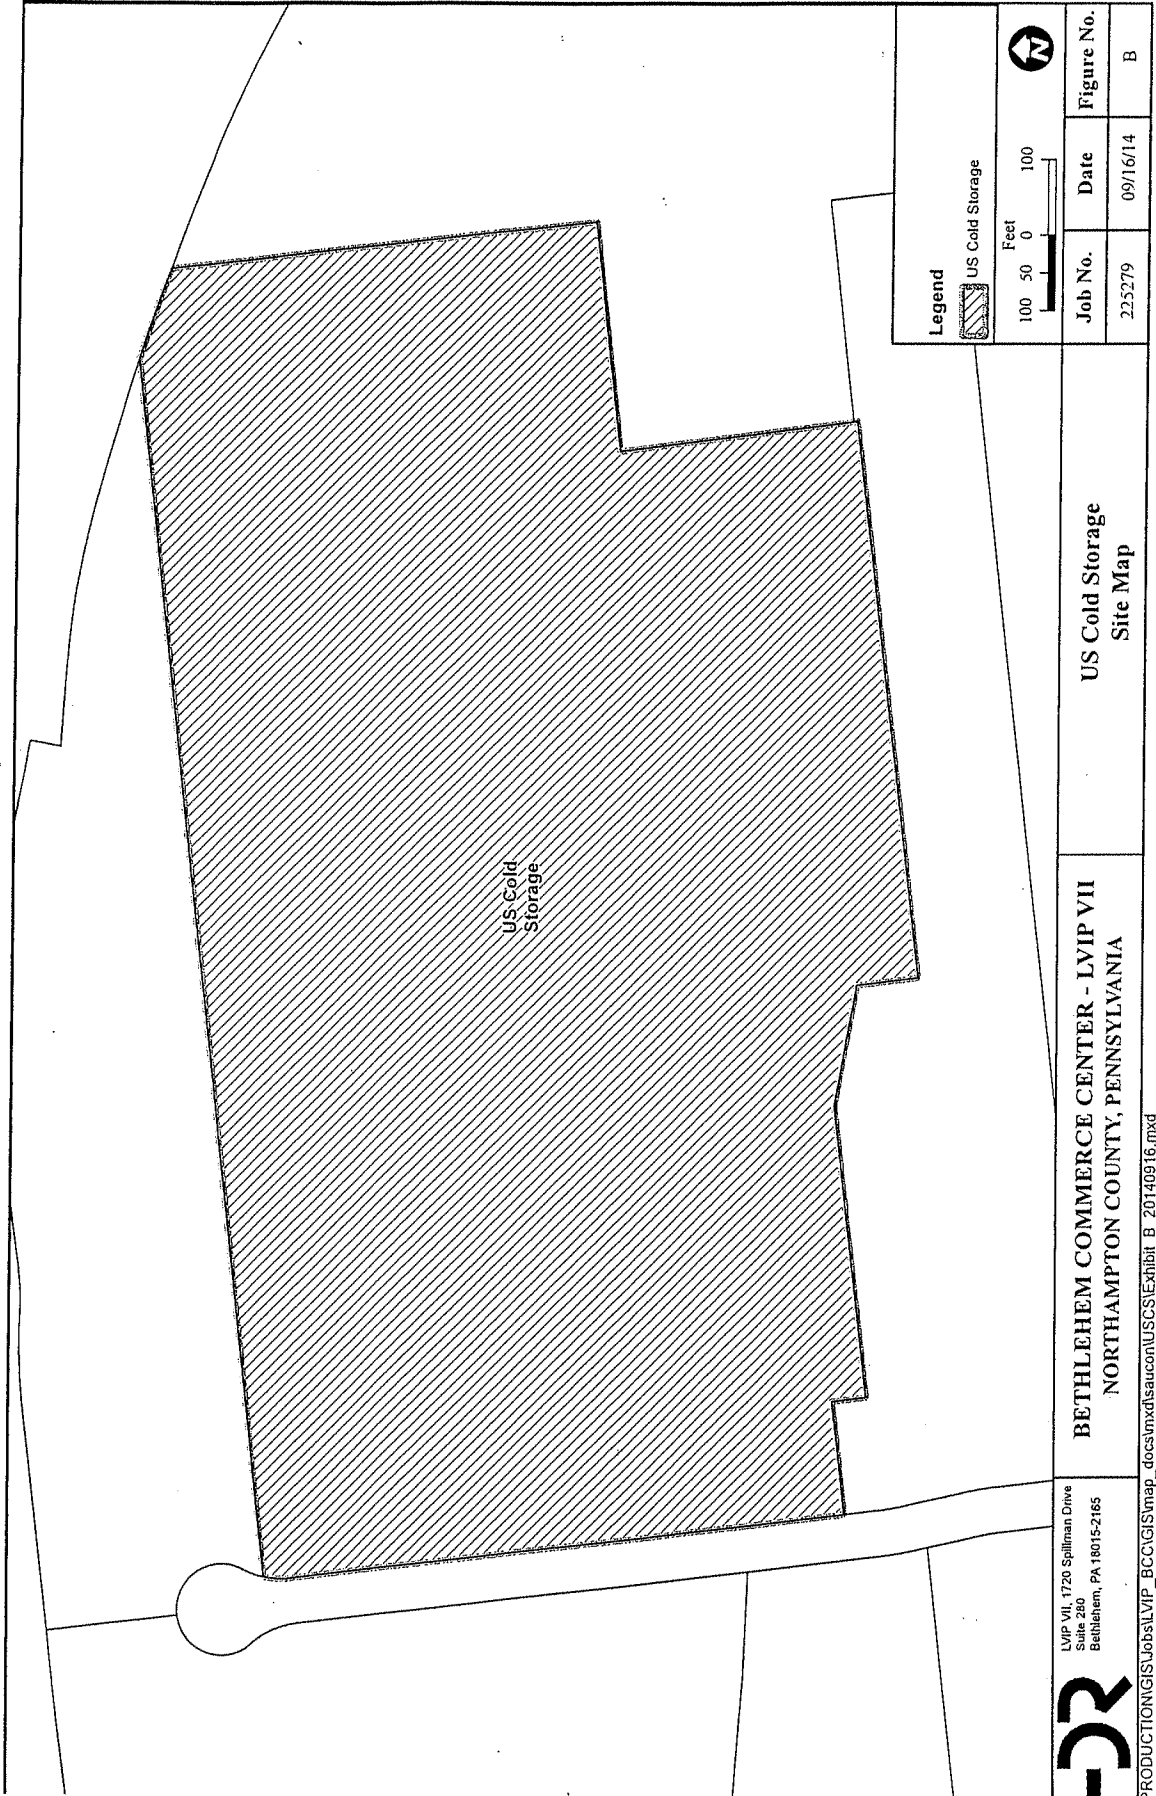 US Cold
Storage
Legend
US Cold Storage
Feet
100 50 0 100
N
LVIP VII, 1720 Spillman Drive
Suite 280
Bethlehem, PA 18015-2165
BETHLEHEM COMMERCE CENTER - LVIP VII
NORTHAMPTON COUNTY, PENNSYLVANIA
US Cold Storage
Site Map
Job No. Date Figure No.
225279 09/16/14 B
PRODUCTION\GIS\Jobs\LVIP_BCC\GIS\map_docs\mxd\saucon\USCS\Exhibit_B_20140916.mxd